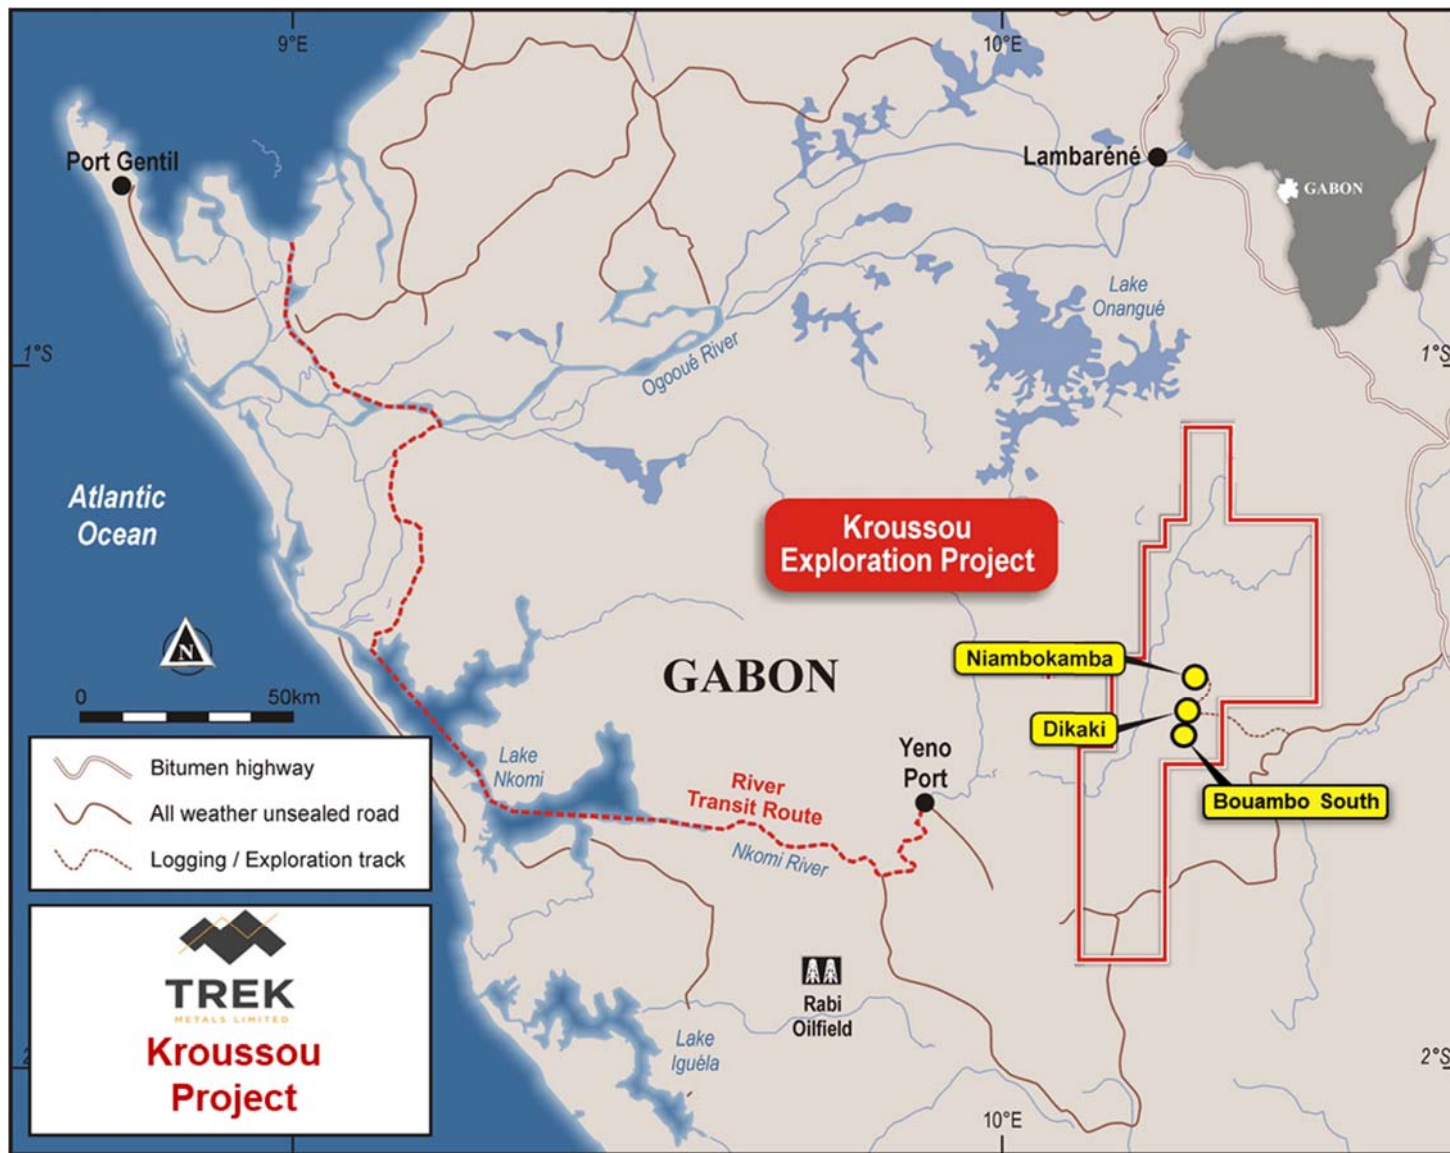 9°E
10°E
Port Gentil
Lambaréné
GABON
Lake
Onangué
1°S
1°S
Ogooué River
Atlantic
Ocean
Kroussou
Exploration Project
N
Niambokamba
GABON
0 50km
Dikaki
Yeno
Port
Lake
Nkomi
River
Transit Route
Bouambo South
Bitumen highway
All weather unsealed road
Nkomi River
Logging / Exploration track
TREK
METALS LIMITED
Kroussou
Project
Rabi
Oilfield
Lake
Iguéla
2°S
10°E